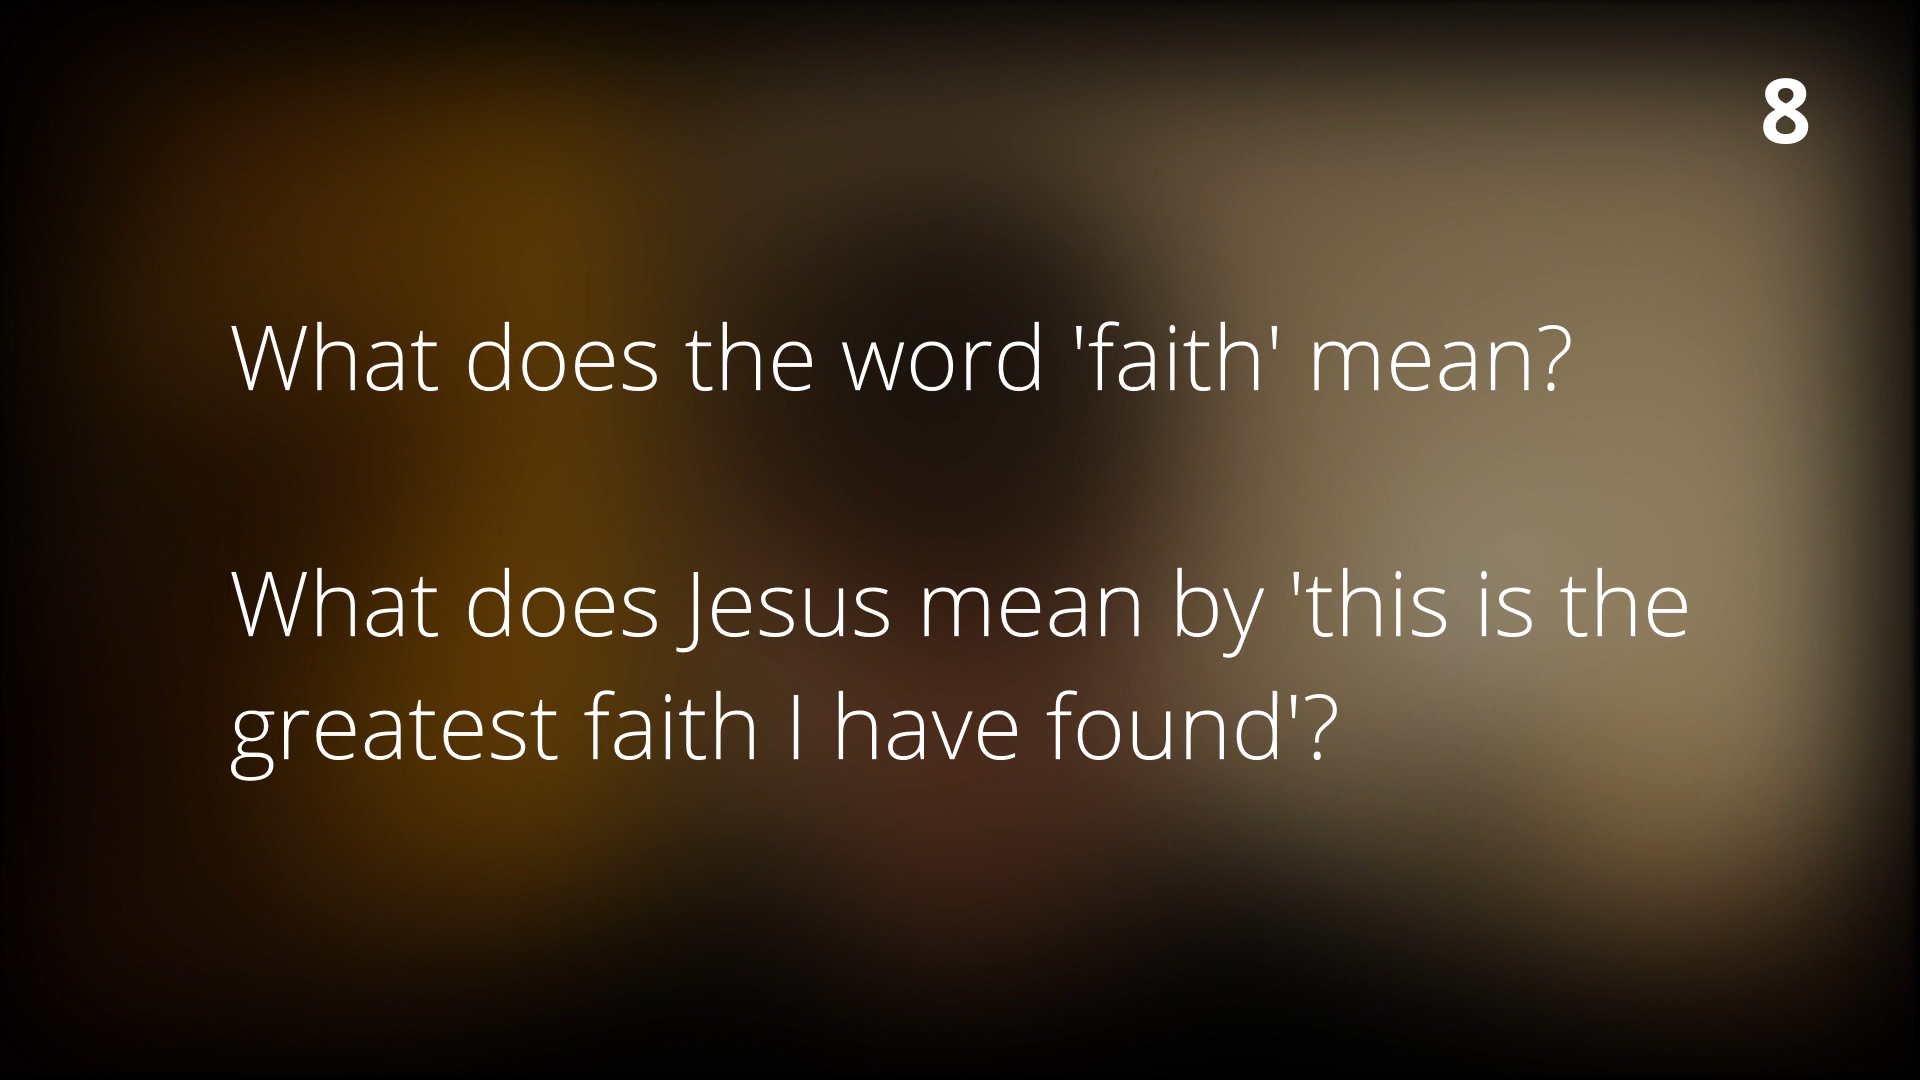 8
What does the word 'faith' mean?
What does Jesus mean by 'this is the
greatest faith I have found'?